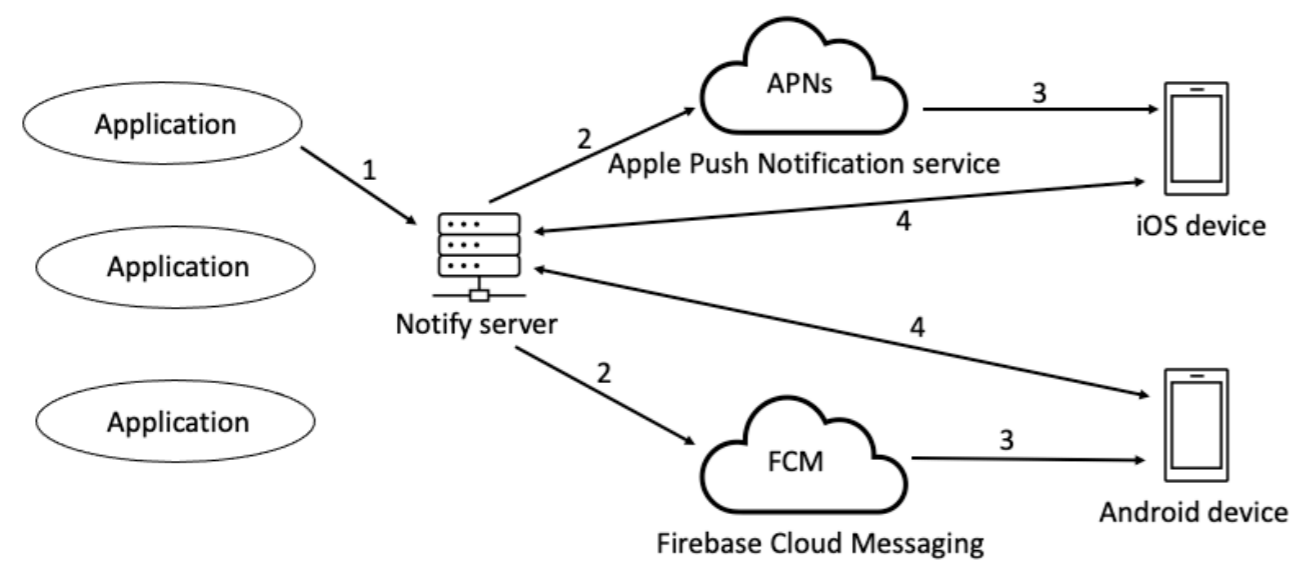 Application
1
Application
Application
Notify server
2
APNs
Apple Push Notification service
3
iOS device
4
4
2
FCM
Firebase Cloud Messaging
3
Android device